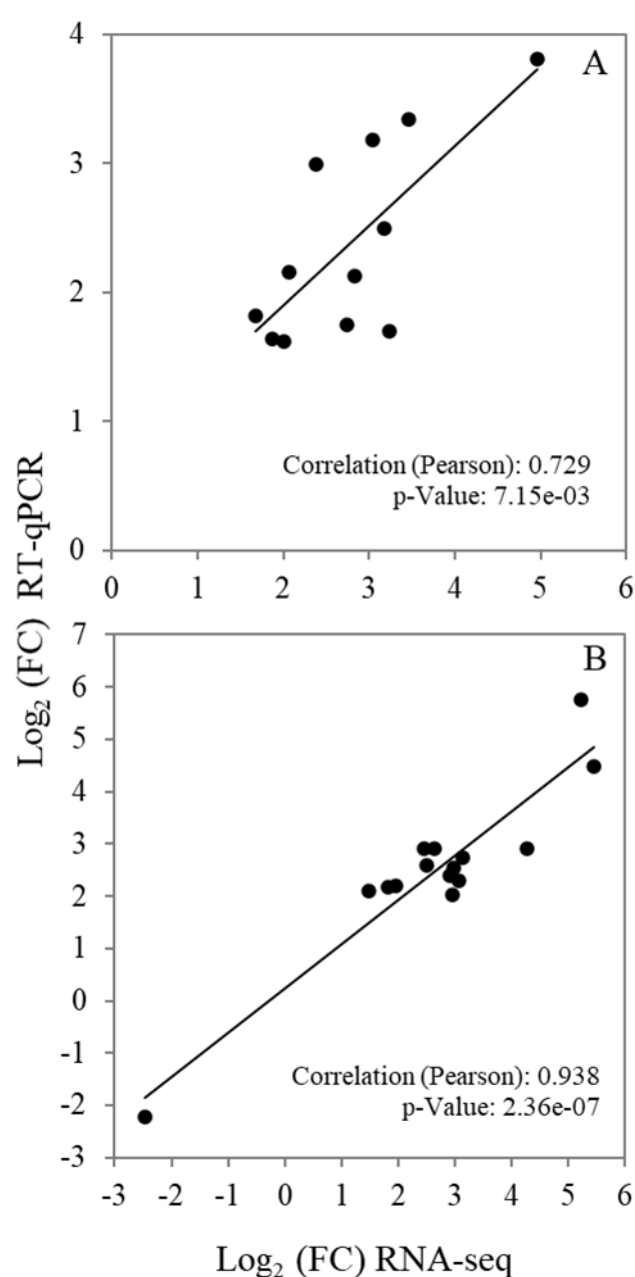 A
4
3
2
1
0
Correlation (Pearson): 0.729
p-Value: 7.15e-03
0 1 2 3 4 5 6
Log₂ (FC) RT-qPCR
B
7
6
5
4
3
2
1
0
-1
-2
-3
Correlation (Pearson): 0.938
p-Value: 2.36e-07
-3 -2 -1 0 1 2 3 4 5 6
Log₂ (FC) RNA-seq